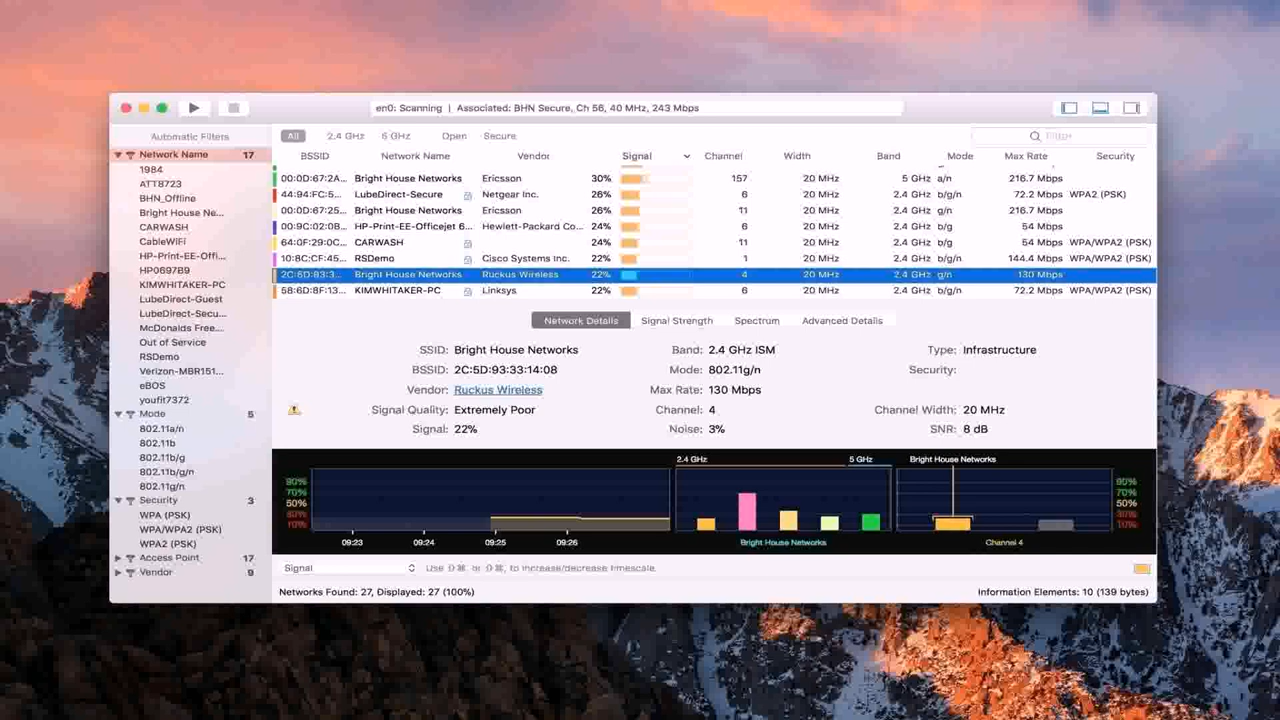 en0: Scanning | Associated: BHN Secure, Ch 56, 40 MHz, 243 Mbps
Automatic Filters
Network Name 17
1984
ATT8723
BHN_Offline
Bright House Ne...
CARWASH
CableWiFi
HP-Print-EE-Offi...
HP0697B9
KIMWHITAKER-PC
LubeDirect-Guest
LubeDirect-Secu...
McDonalds Free...
Out of Service
RSDemo
Verizon-MBR151...
eBOS
youfit7372
Mode 5
802.11a/n
802.11b
802.11b/g
802.11b/g/n
802.11g/n
Security 3
WPA (PSK)
WPA/WPA2 (PSK)
WPA2 (PSK)
Access Point 17
Vendor 9
All 2.4 GHz 5 GHz Open Secure Filter
BSSID Network Name Vendor Signal Channel Width Band Mode Max Rate Security
00:0D:67:2A... Bright House Networks Ericsson 30% 157 20 MHz 5 GHz a/n 216.7 Mbps
44:94:FC:5... LubeDirect-Secure Netgear Inc. 26% 6 20 MHz 2.4 GHz b/g/n 72.2 Mbps WPA2 (PSK)
00:0D:67:25... Bright House Networks Ericsson 26% 11 20 MHz 2.4 GHz b/g/n 216.7 Mbps
00:9C:02:0B... HP-Print-EE-Officejet 6... Hewlett-Packard Co... 24% 6 20 MHz 2.4 GHz b/g 54 Mbps
64:0F:29:0C... CARWASH 24% 11 20 MHz 2.4 GHz b/g 54 Mbps WPA/WPA2 (PSK)
10:8C:CF:45... RSDemo Cisco Systems Inc. 22% 1 20 MHz 2.4 GHz b/g/n 144.4 Mbps WPA/WPA2 (PSK)
2C:5D:93:3... Bright House Networks Ruckus Wireless 22% 4 20 MHz 2.4 GHz g/n 130 Mbps
58:6D:8F:13... KIMWHITAKER-PC Linksys 22% 6 20 MHz 2.4 GHz b/g/n 72.2 Mbps WPA/WPA2 (PSK)
Network Details Signal Strength Spectrum Advanced Details
SSID: Bright House Networks Band: 2.4 GHz ISM Type: Infrastructure
BSSID: 2C:5D:93:33:14:08 Mode: 802.11g/n Security:
Vendor: Ruckus Wireless Max Rate: 130 Mbps
Signal Quality: Extremely Poor Channel: 4 Channel Width: 20 MHz
Signal: 22% Noise: 3% SNR: 8 dB
2.4 GHz 5 GHz Bright House Networks
90% 90%
70% 70%
50% 50%
30% 30%
10% 10%
09:23 09:24 09:25 09:26 Bright House Networks Channel 4
Signal Use ⇧⌘, or ⇧⌘. to increase/decrease timescale.
Networks Found: 27, Displayed: 27 (100%) Information Elements: 10 (139 bytes)